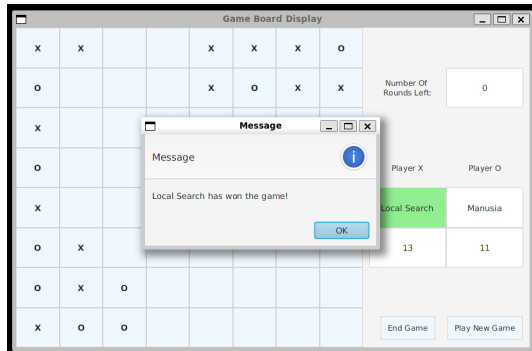 Game Board Display
X X X X X O
O X O X X
Number Of
Rounds Left:
0
X
Message
Message
Local Search has won the game!
OK
O
Player X
Player O
X
Local Search
Manusia
O X
13
11
O X O
X O O
End Game
Play New Game